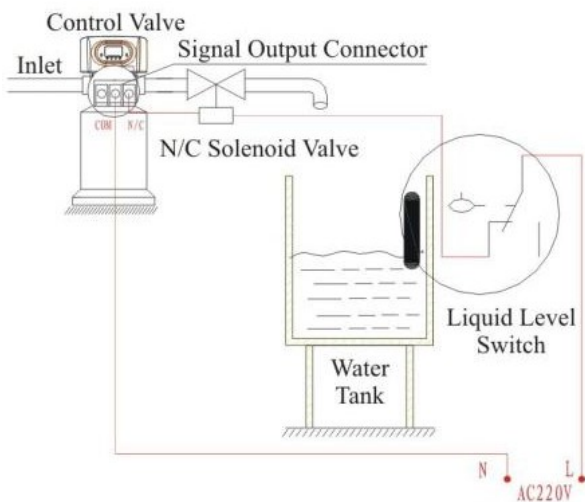 Control Valve
Signal Output Connector
Inlet
COM N/C
N/C Solenoid Valve
Liquid Level
Switch
Water
Tank
N L
AC220V